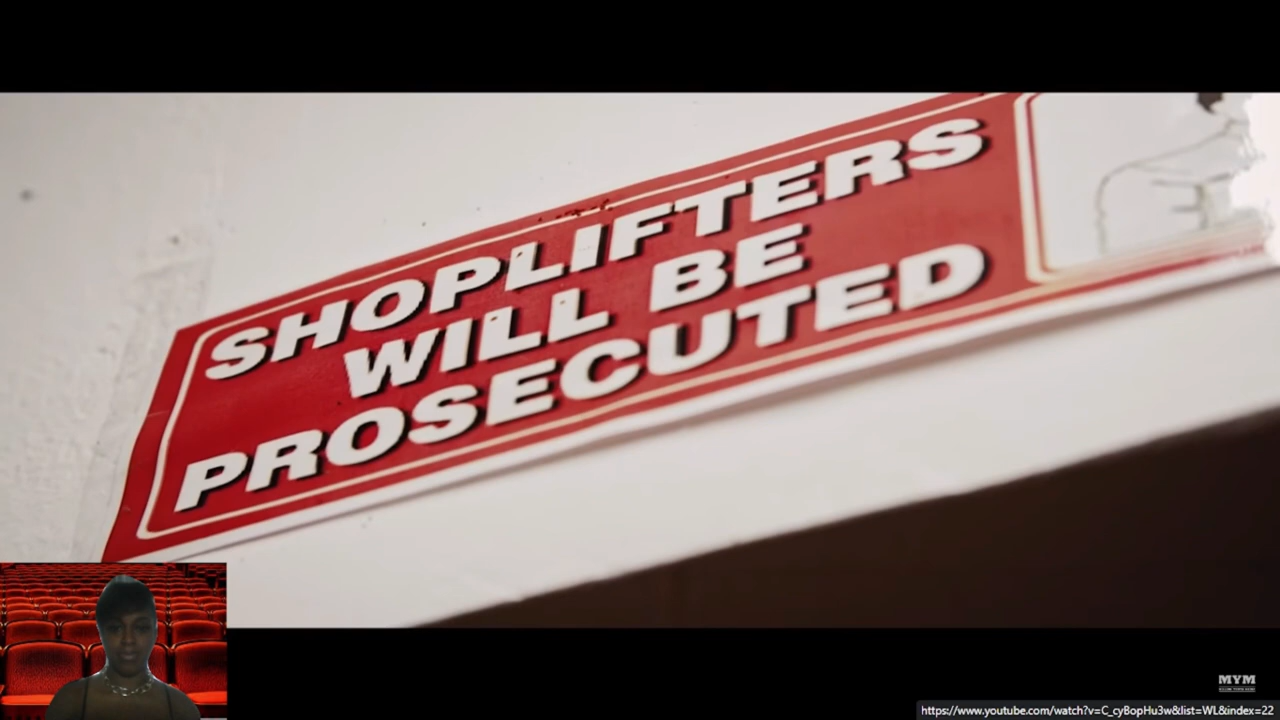 SHOPLIFTERS
WILL BE
PROSECUTED
MYM
https://www.youtube.com/watch?v=C_cyBopHu3w&list=WL&index=22